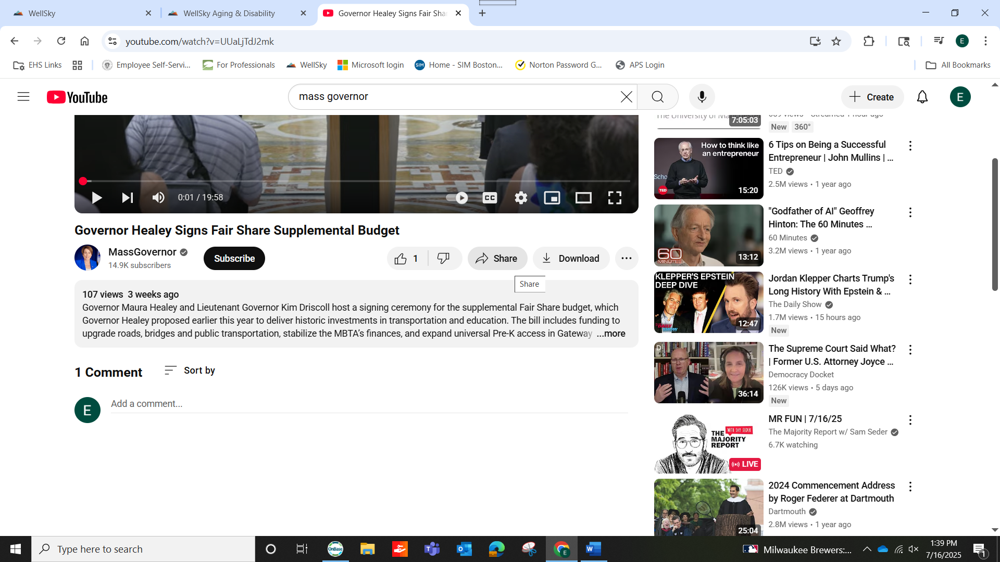 WellSky
WellSky Aging & Disability
Governor Healey Signs Fair Sha
youtube.com/watch?v=UUaLjTdJ2mk
E
EHS Links
Employee Self-Servi...
For Professionals
WellSky
Microsoft login
SIM
Home - SIM Boston...
Norton Password G...
APS Login
All Bookmarks
YouTube
mass governor
Create
E
0:01 / 19:58
CC
Governor Healey Signs Fair Share Supplemental Budget
MassGovernor
14.9K subscribers
Subscribe
1
Share
Download
Share
107 views 3 weeks ago
Governor Maura Healey and Lieutenant Governor Kim Driscoll host a signing ceremony for the supplemental Fair Share budget, which
Governor Healey proposed earlier this year to deliver historic investments in transportation and education. The bill includes funding to
upgrade roads, bridges and public transportation, stabilize the MBTA’s finances, and expand universal Pre-K access in Gateway ...more
1 Comment
Sort by
E
Add a comment...
The University of Ma
7:05:03
New
360°
How to think like
an entrepreneur
Scho
TED
15:20
6 Tips on Being a Successful
Entrepreneur | John Mullins | ...
TED
2.5M views • 1 year ago
60
MINUTES
13:12
"Godfather of AI" Geoffrey
Hinton: The 60 Minutes ...
60 Minutes
3.2M views • 1 year ago
KLEPPER'S EPSTEIN
DEEP DIVE
THE DAILY SHOW
12:47
Jordan Klepper Charts Trump's
Long History With Epstein & ...
The Daily Show
1.7M views • 15 hours ago
New
D
36:14
The Supreme Court Said What?
| Former U.S. Attorney Joyce ...
Democracy Docket
126K views • 5 days ago
New
THE
WITH SAM SEDER
MAJORITY
REPORT
LIVE
MR FUN | 7/16/25
The Majority Report w/ Sam Seder
6.7K watching
25:04
2024 Commencement Address
by Roger Federer at Dartmouth
Dartmouth
2.8M views • 1 year ago
Type here to search
OnBase
E
W
Milwaukee Brewers:...
1:39 PM
7/16/2025
1